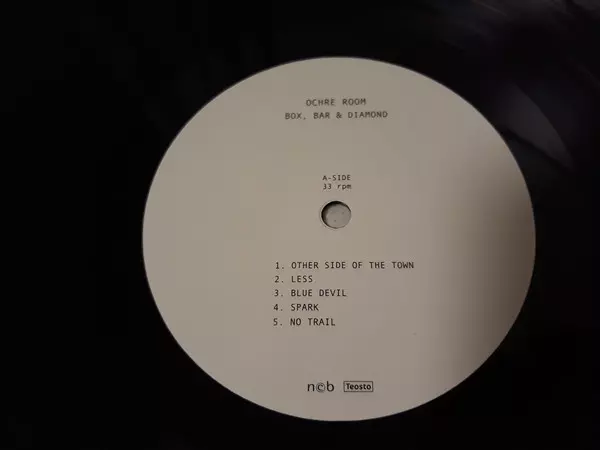 OCHRE ROOM
BOX, BAR & DIAMOND
A-SIDE
33 rpm
1. OTHER SIDE OF THE TOWN
2. LESS
3. BLUE DEVIL
4. SPARK
5. NO TRAIL
n©b Teosto